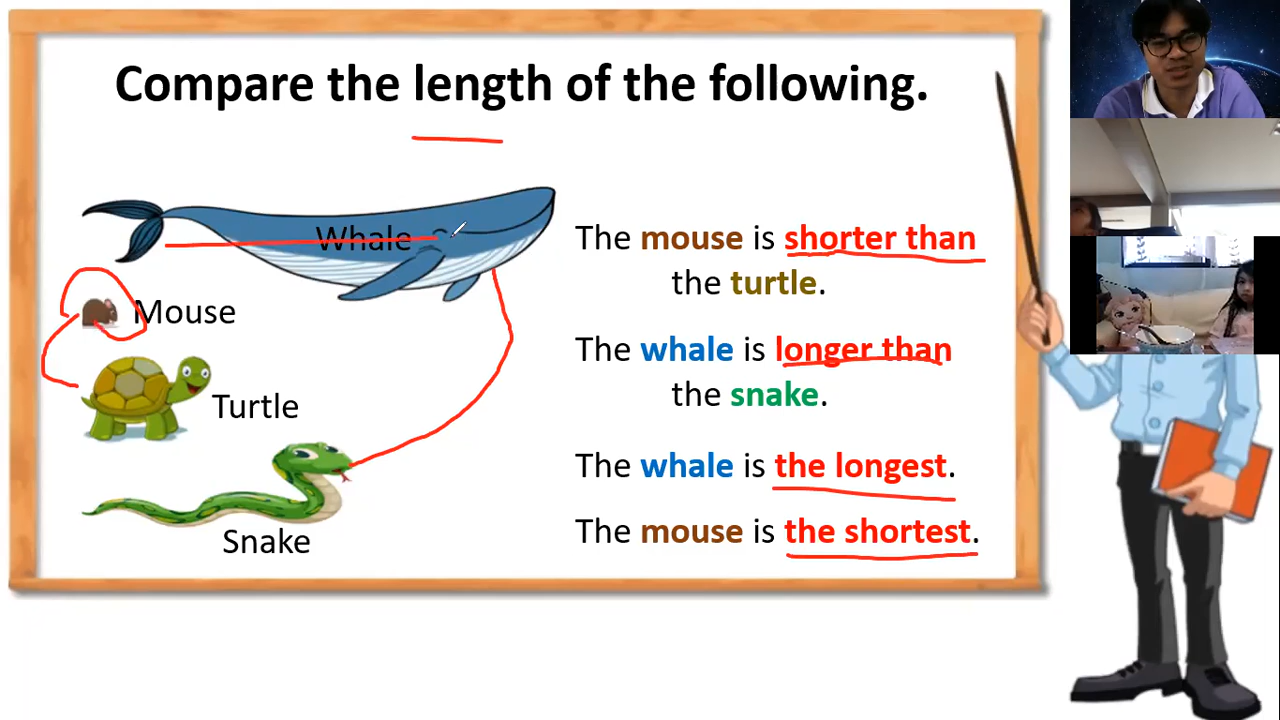 Compare the length of the following.
Whale
Mouse
Turtle
Snake
The mouse is shorter than
the turtle.
The whale is longer than
the snake.
The whale is the longest.
The mouse is the shortest.